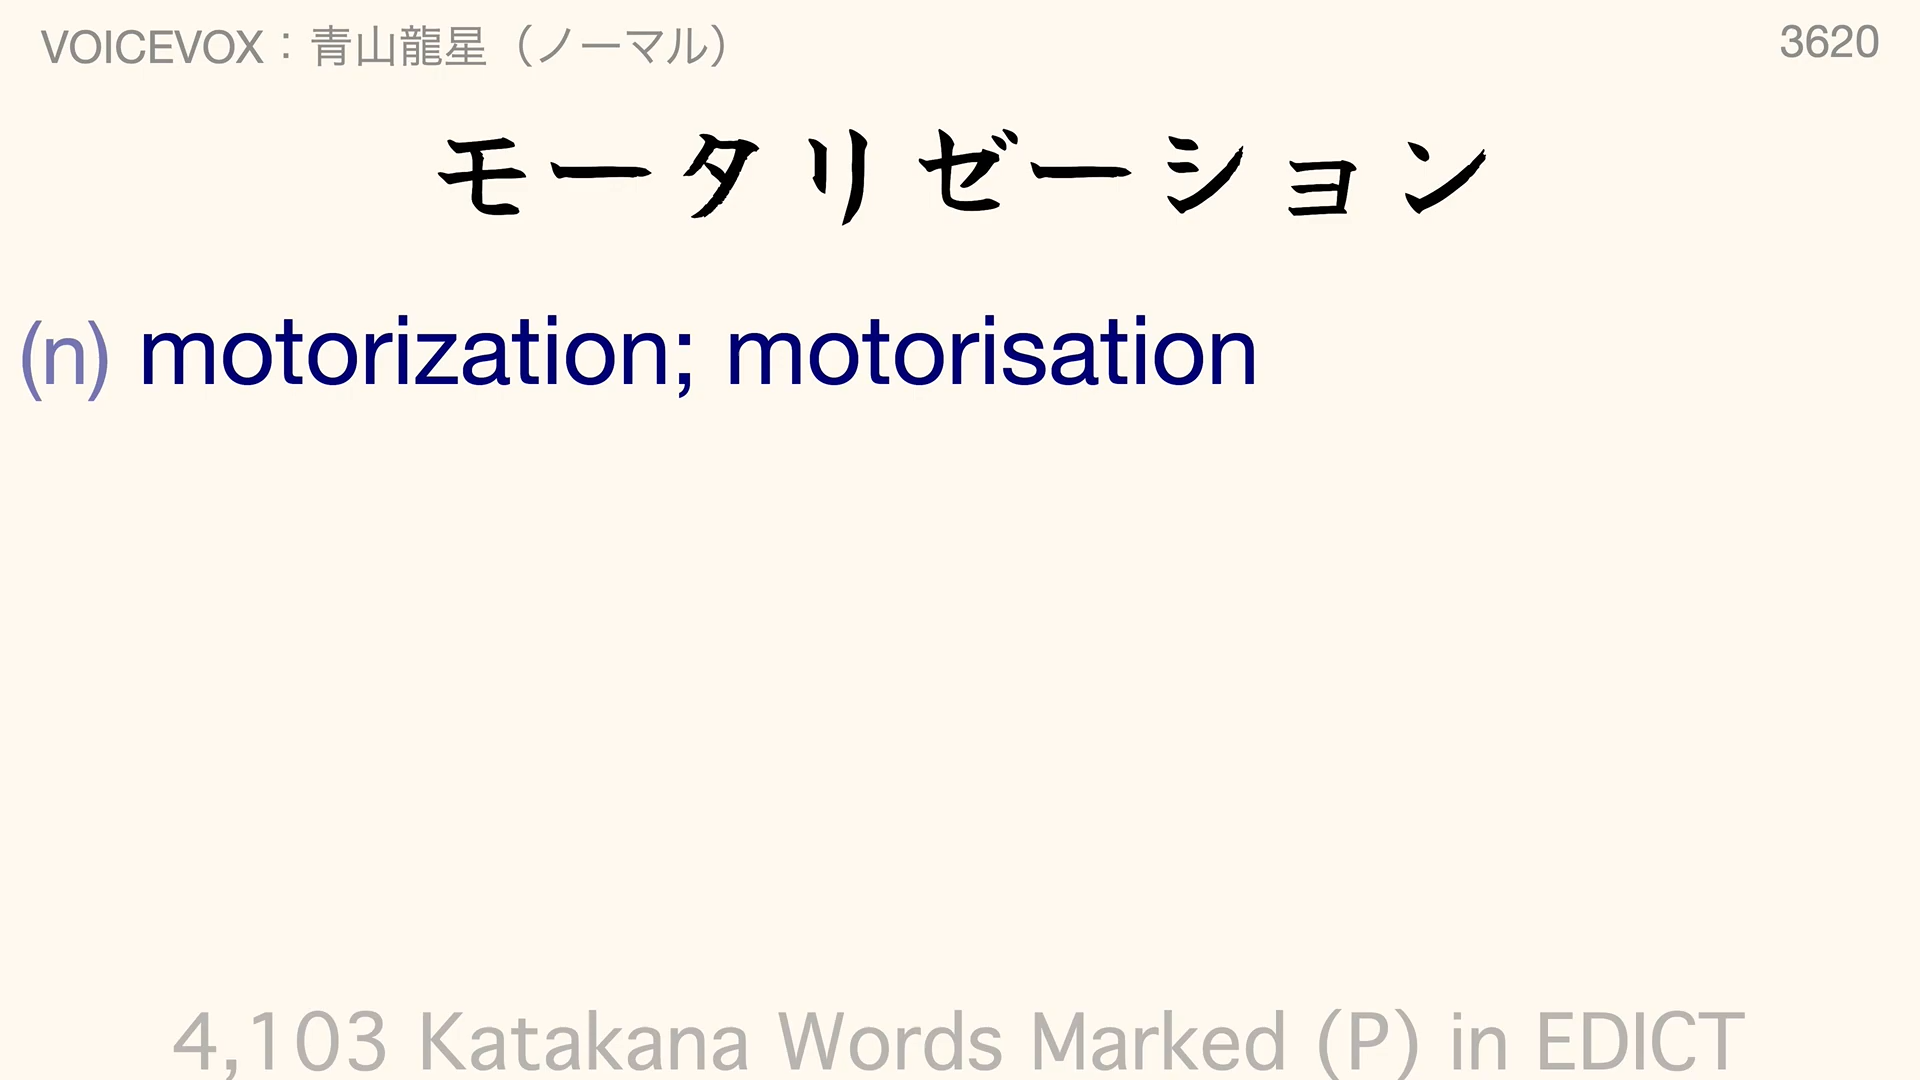 VOICEVOX：青山龍星（ノーマル）
3620
モータリゼーション
(n) motorization; motorisation
4,103 Katakana Words Marked (P) in EDICT